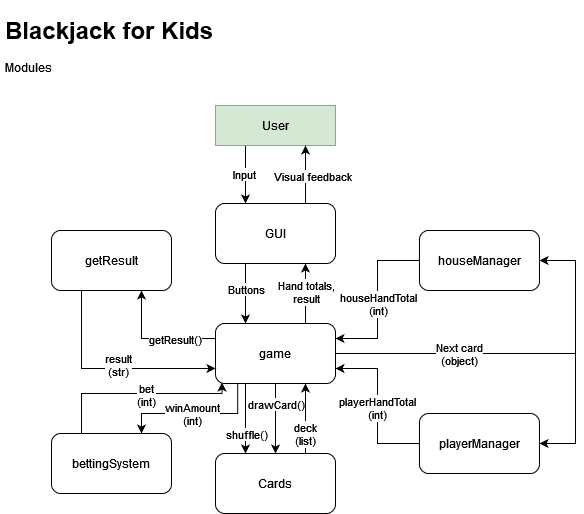 Blackjack for Kids
Modules
User
Input
Visual feedback
GUI
getResult
houseManager
Buttons
Hand totals,
result
houseHandTotal
(int)
getResult()
game
Next card
(object)
result
(str)
bet
(int)
winAmount
(int)
drawCard()
playerHandTotal
(int)
shuffle()
deck
(list)
bettingSystem
Cards
playerManager